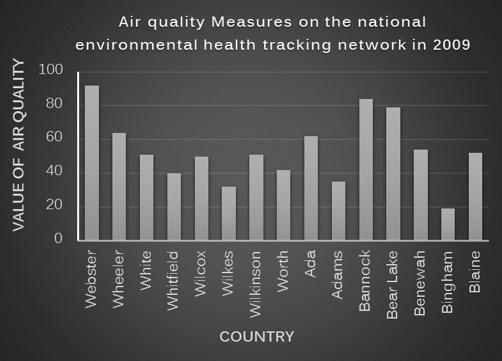 Air quality Measures on the national
environmental health tracking network in 2009
VALUE OF AIR QUALITY
100
80
60
40
20
0
Webster
Wheeler
White
Whitfield
Wilcox
Wilkes
Wilkinson
Worth
Ada
Adams
Bannock
Bear Lake
Benewah
Bingham
Blaine
COUNTRY